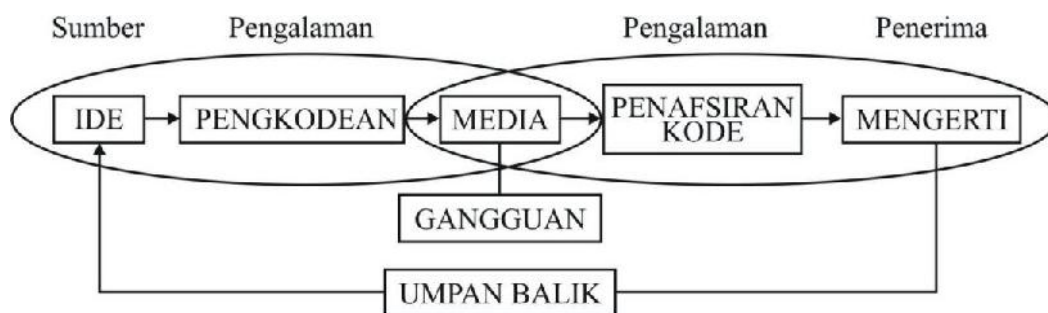 Sumber Pengalaman Pengalaman Penerima
IDE PENGKODEAN MEDIA PENAFSIRAN KODE MENGERTI
GANGGUAN
UMPAN BALIK